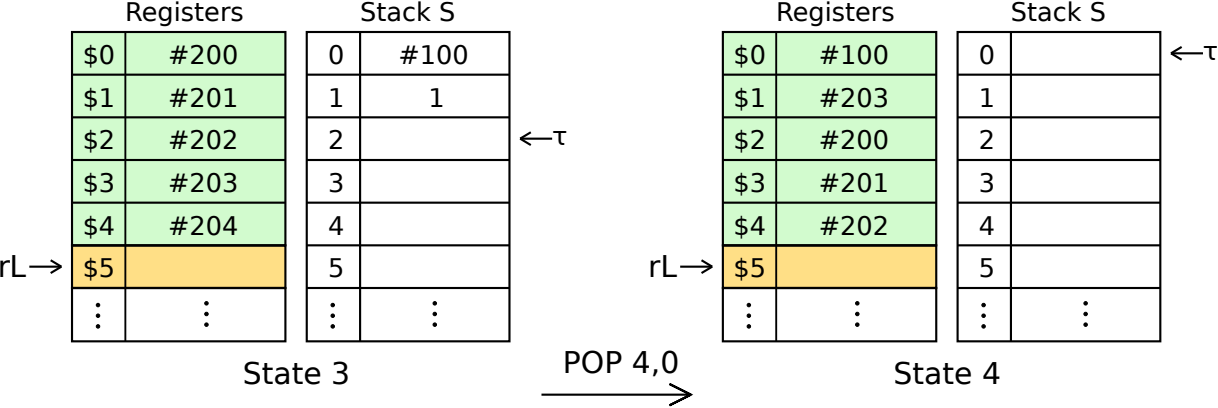 Registers Stack S Registers Stack S
$0 #200 0 #100 $0 #100 0 ←τ
$1 #201 1 1 $1 #203 1
$2 #202 2 ←τ $2 #200 2
$3 #203 3 $3 #201 3
$4 #204 4 $4 #202 4
rL→ $5 5 rL→ $5 5
⋮ ⋮ ⋮ ⋮ ⋮ ⋮ ⋮ ⋮
State 3 POP 4,0 State 4